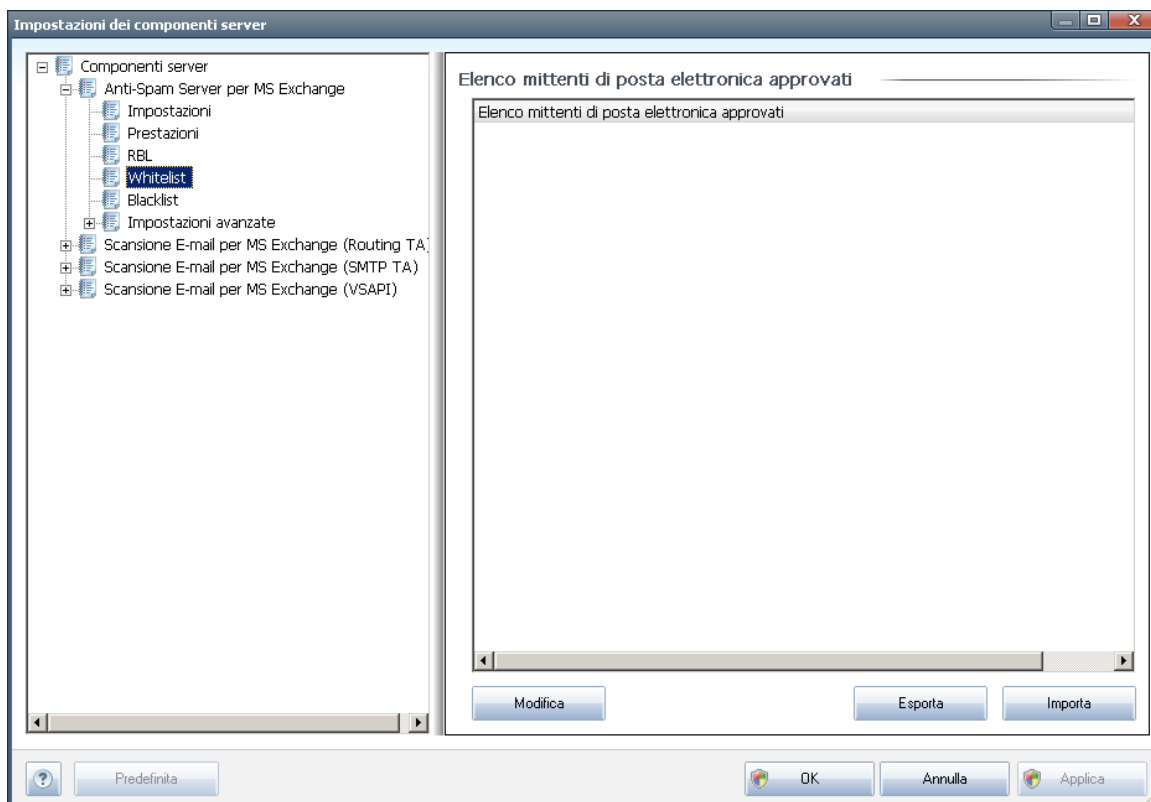 Impostazioni dei componenti server
Componenti server
Anti-Spam Server per MS Exchange
Impostazioni
Prestazioni
RBL
Whitelist
Blacklist
Impostazioni avanzate
Scansione E-mail per MS Exchange (Routing TA)
Scansione E-mail per MS Exchange (SMTP TA)
Scansione E-mail per MS Exchange (VSAPI)
Elenco mittenti di posta elettronica approvati
Elenco mittenti di posta elettronica approvati
Modifica
Esporta
Importa
?
Predefinita
OK
Annulla
Applica